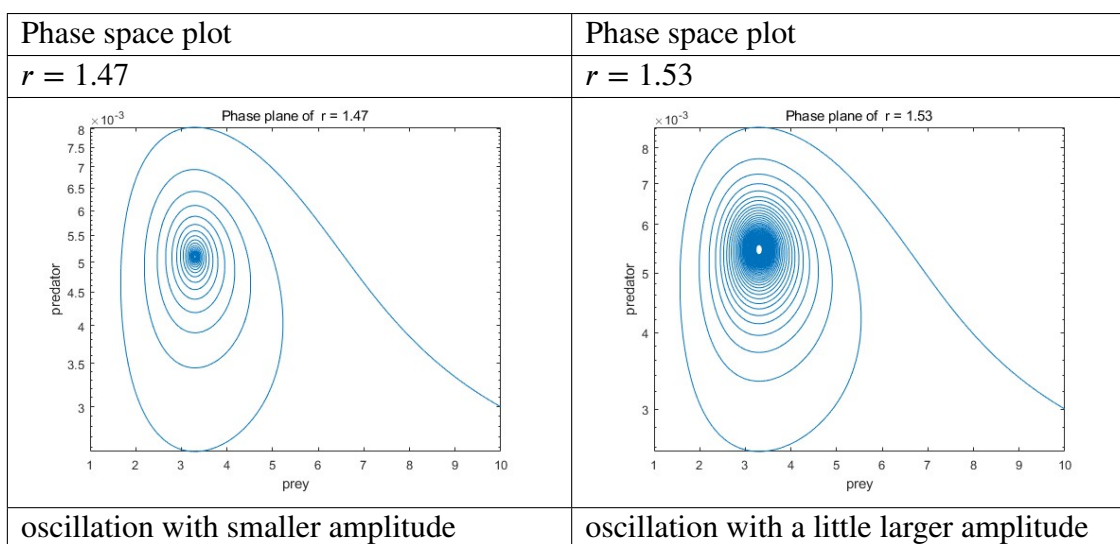 Phase space plot
Phase space plot
r = 1.47
r = 1.53
×10⁻³
Phase plane of r = 1.47
8
7.5
7
6.5
6
5.5
5
4.5
4
3.5
3
predator
1 2 3 4 5 6 7 8 9 10
prey
×10⁻³
Phase plane of r = 1.53
8
7
6
5
4
3
predator
1 2 3 4 5 6 7 8 9 10
prey
oscillation with smaller amplitude
oscillation with a little larger amplitude